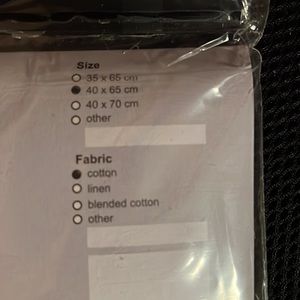 Size
35 x 65 cm
40 x 65 cm
40 x 70 cm
other
Fabric
cotton
linen
blended cotton
other